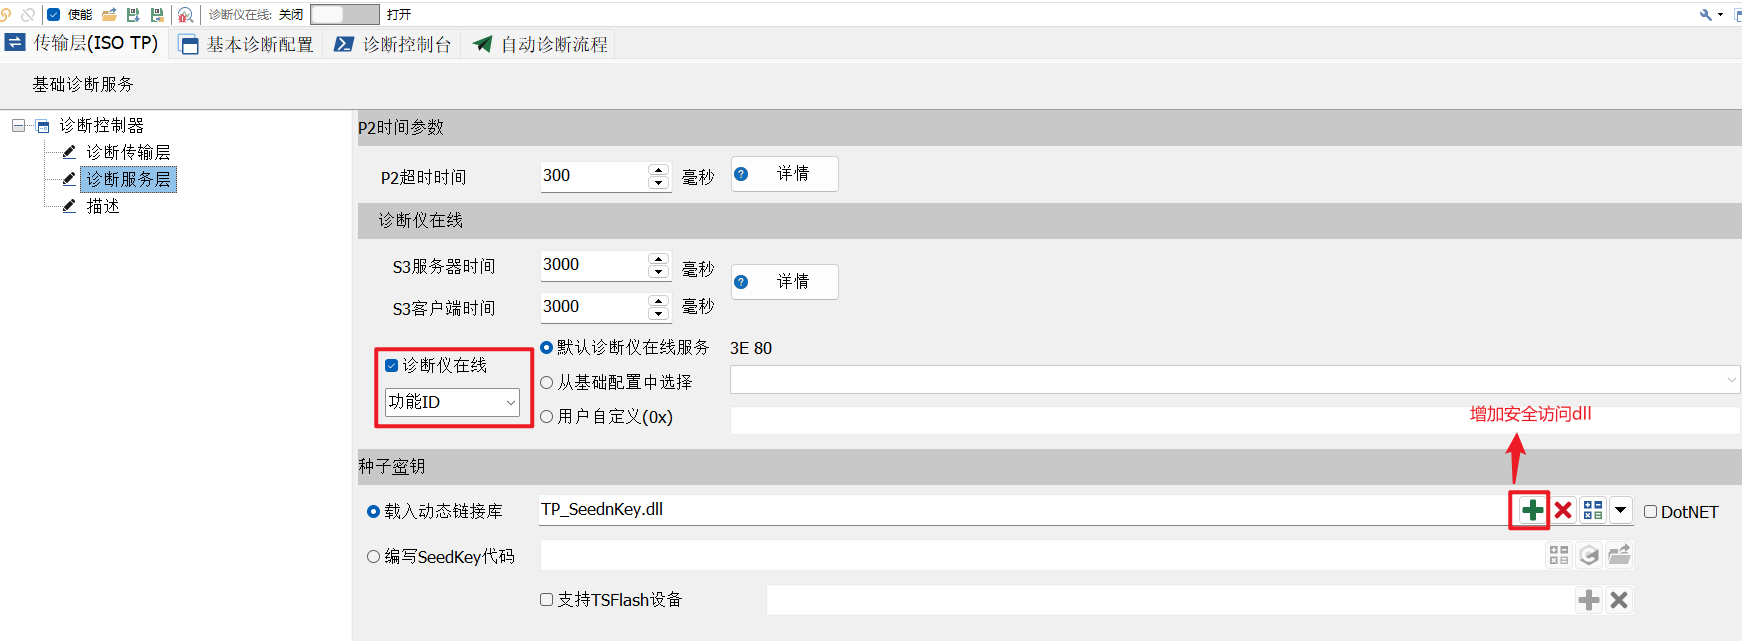 使能 诊断仪在线: 关闭 打开
传输层(ISO TP) 基本诊断配置 诊断控制台 自动诊断流程
基础诊断服务
诊断控制器
诊断传输层
诊断服务层
描述
P2时间参数
P2超时时间 300 毫秒 详情
诊断仪在线
S3服务器时间 3000 毫秒 详情
S3客户端时间 3000 毫秒
诊断仪在线
功能ID
默认诊断仪在线服务 3E 80
从基础配置中选择
用户自定义(0x)
增加安全访问dll
种子密钥
载入动态链接库 TP_SeednKey.dll DotNET
编写SeedKey代码
支持TSFlash设备